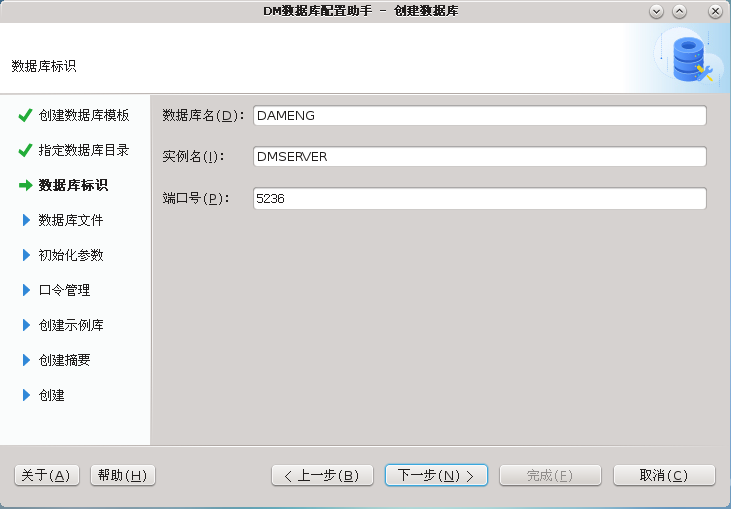 DM数据库配置助手 - 创建数据库
数据库标识
创建数据库模板
指定数据库目录
数据库标识
数据库文件
初始化参数
口令管理
创建示例库
创建摘要
创建
数据库名(D): DAMENG
实例名(I): DMSERVER
端口号(P): 5236
关于(A) 帮助(H) < 上一步(B) 下一步(N) > 完成(F) 取消(C)